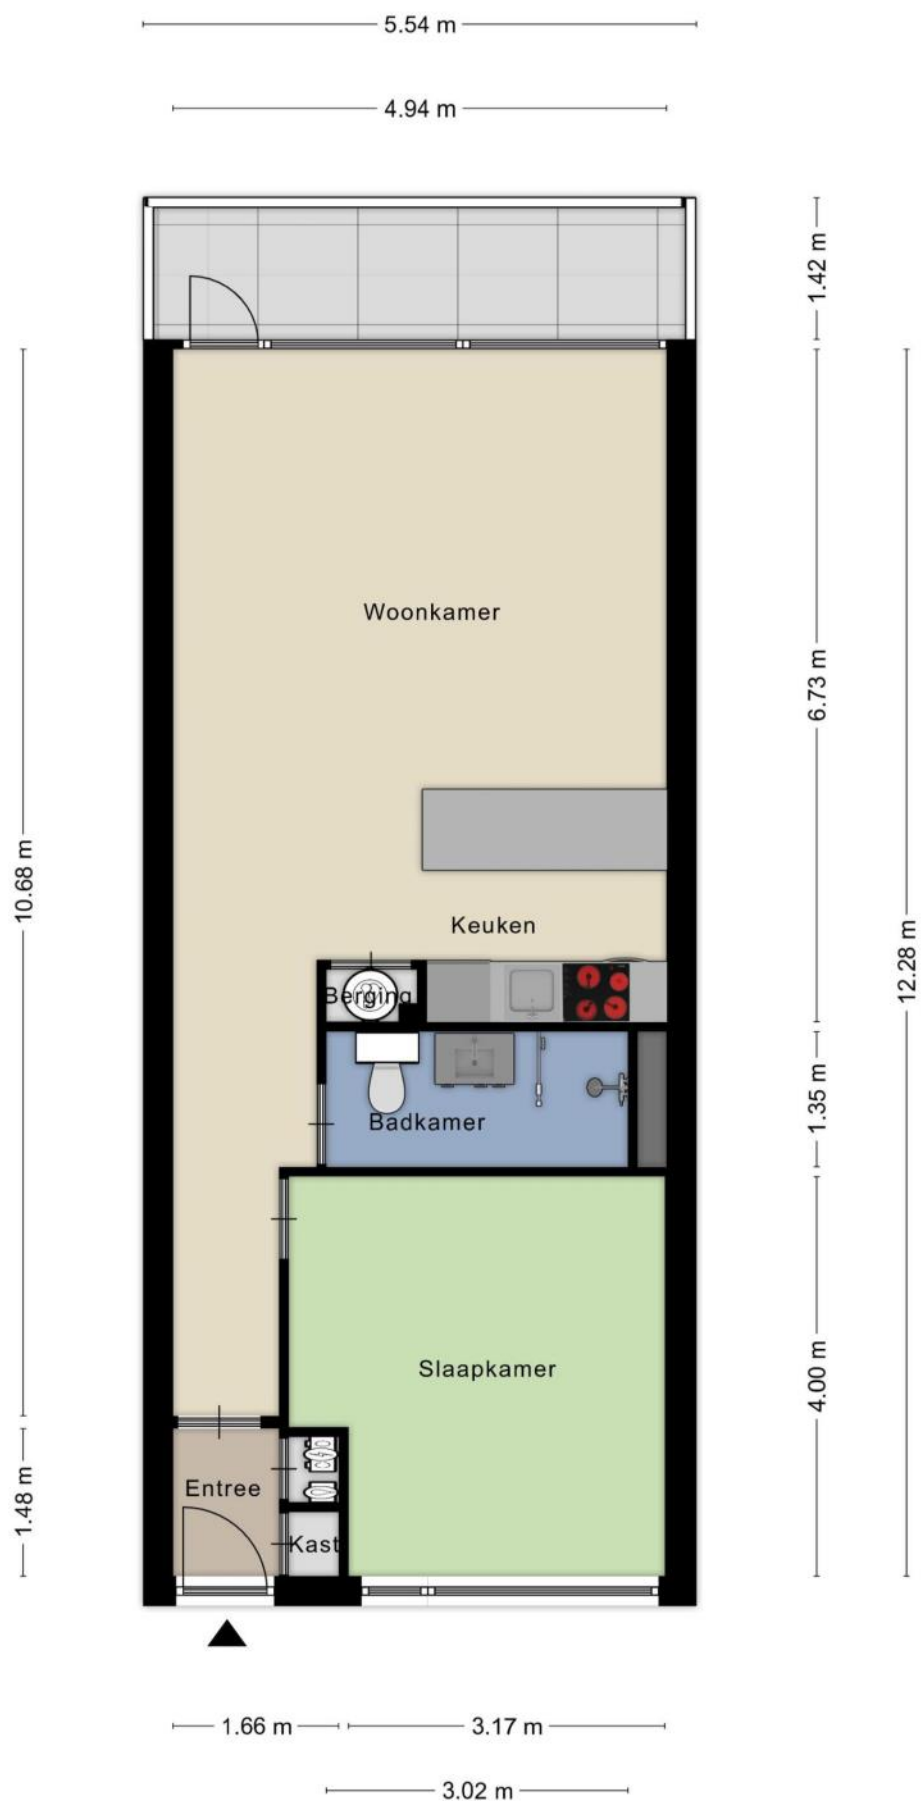 5.54 m
4.94 m
1.42 m
Woonkamer
6.73 m
10.68 m
Keuken
12.28 m
Berging
1.35 m
Badkamer
Slaapkamer
4.00 m
Entree
1.48 m
Kast
1.66 m
3.17 m
3.02 m